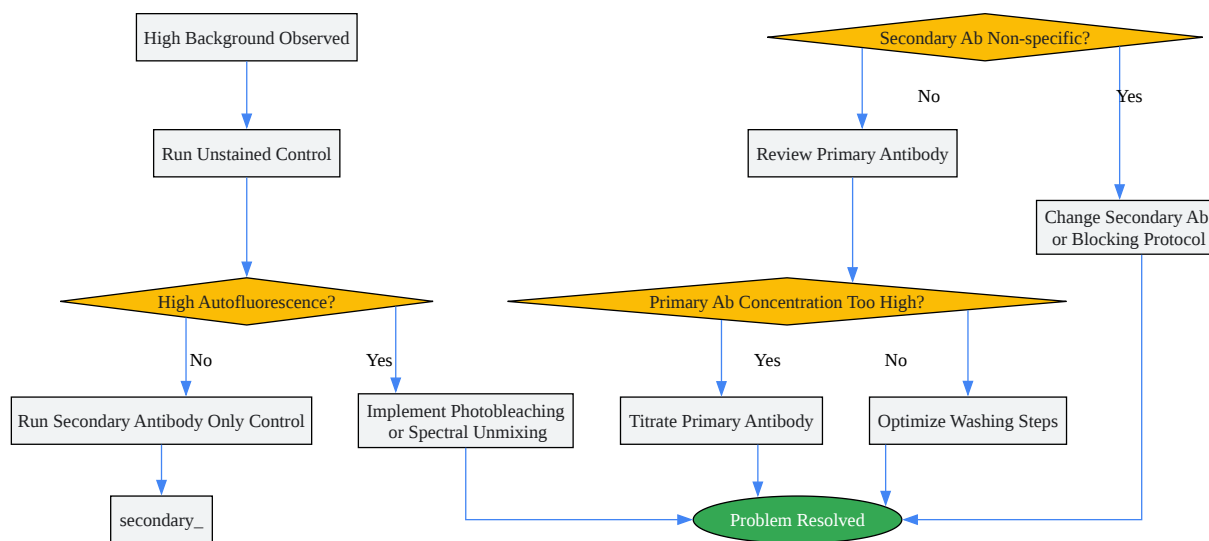 High Background Observed
Secondary Ab Non-specific?
No
Yes
Run Unstained Control
Review Primary Antibody
Change Secondary Ab
or Blocking Protocol
High Autofluorescence?
Primary Ab Concentration Too High?
No
Yes
Yes
No
Run Secondary Antibody Only Control
Implement Photobleaching
or Spectral Unmixing
Titrate Primary Antibody
Optimize Washing Steps
secondary_
Problem Resolved